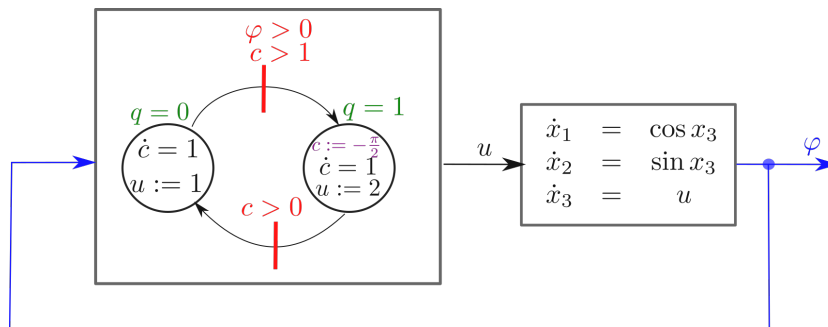 φ > 0
c > 1
q = 0
q = 1
ċ = 1
u := 1
c := −π/2
ċ = 1
u := 2
c > 0
u
ẋ₁ = cos x₃
ẋ₂ = sin x₃
ẋ₃ = u
φ